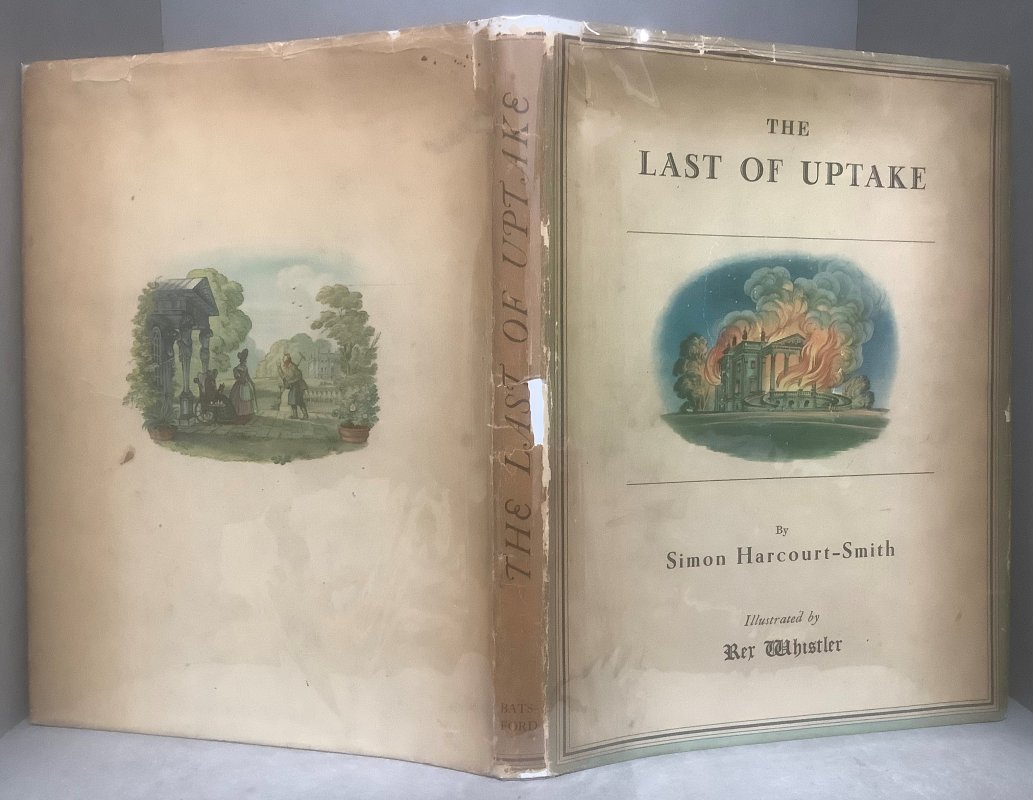 THE LAST OF UPTAKE
BATS-
FORD
THE
LAST OF UPTAKE
By
Simon Harcourt-Smith
Illustrated by
Rex Whistler